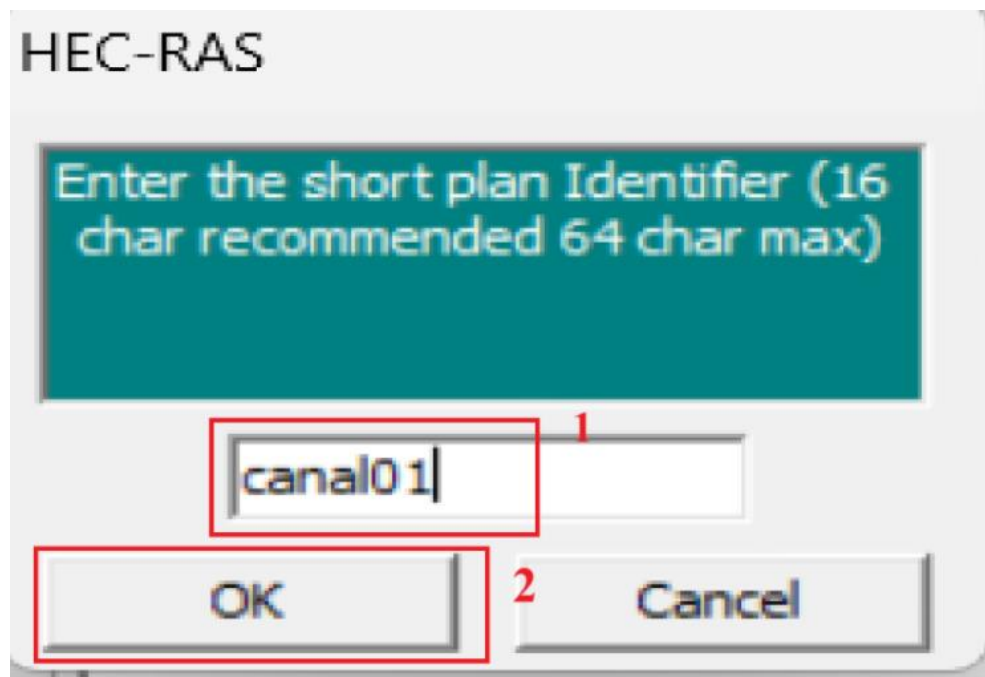 HEC-RAS
Enter the short plan Identifier (16
char recommended 64 char max)
1
canal01
OK
2
Cancel